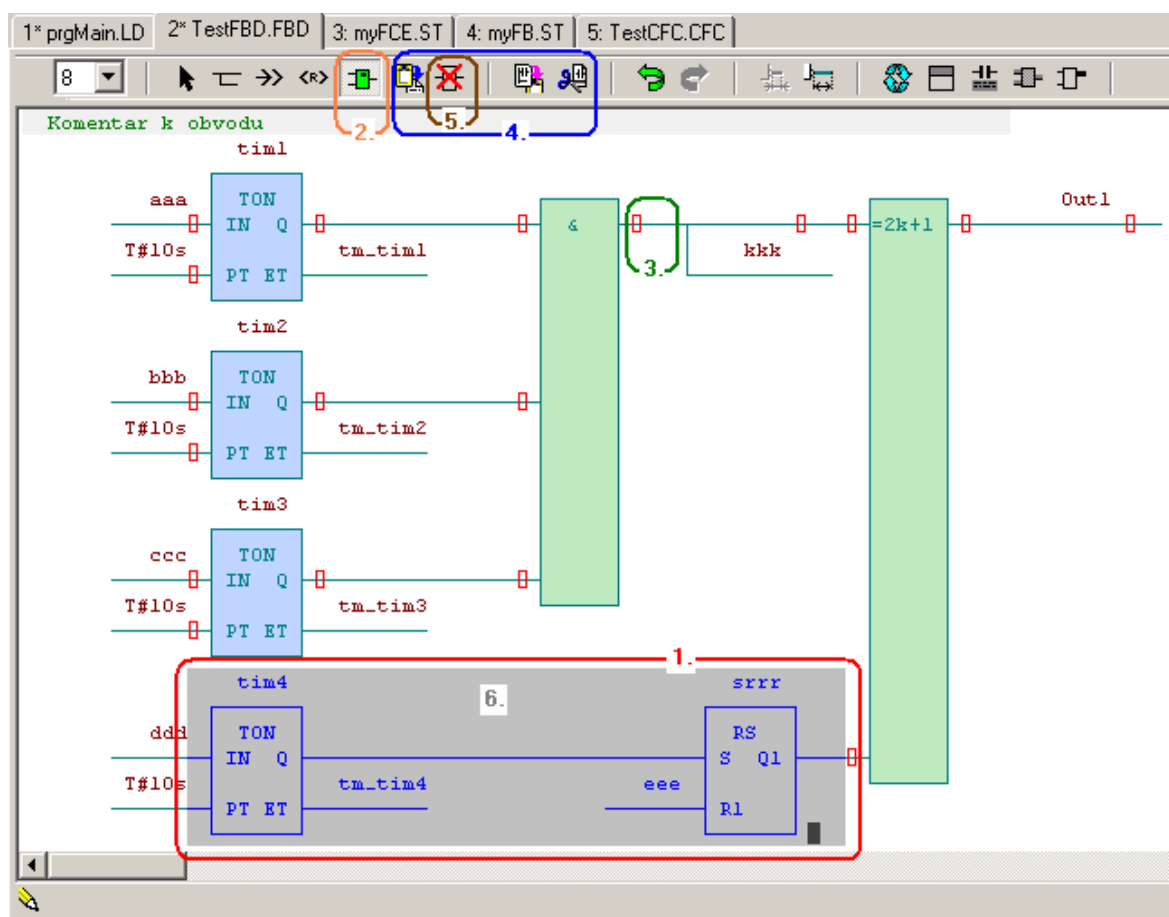 1* prgMain.LD 2* TestFBD.FBD 3: myFCE.ST 4: myFB.ST 5: TestCFC.CFC
8 <R>
2. 5. 4.
Komentar k obvodu
tim1
aaa TON Out1
IN Q & =2k+1
T#10s tm_tim1 kkk
3.
PT ET
tim2
bbb TON
IN Q
T#10s tm_tim2
PT ET
tim3
ccc TON
IN Q
T#10s tm_tim3
PT ET
1.
tim4 srrr
6.
ddd TON RS
IN Q S Q1
T#10s tm_tim4 eee
PT ET R1